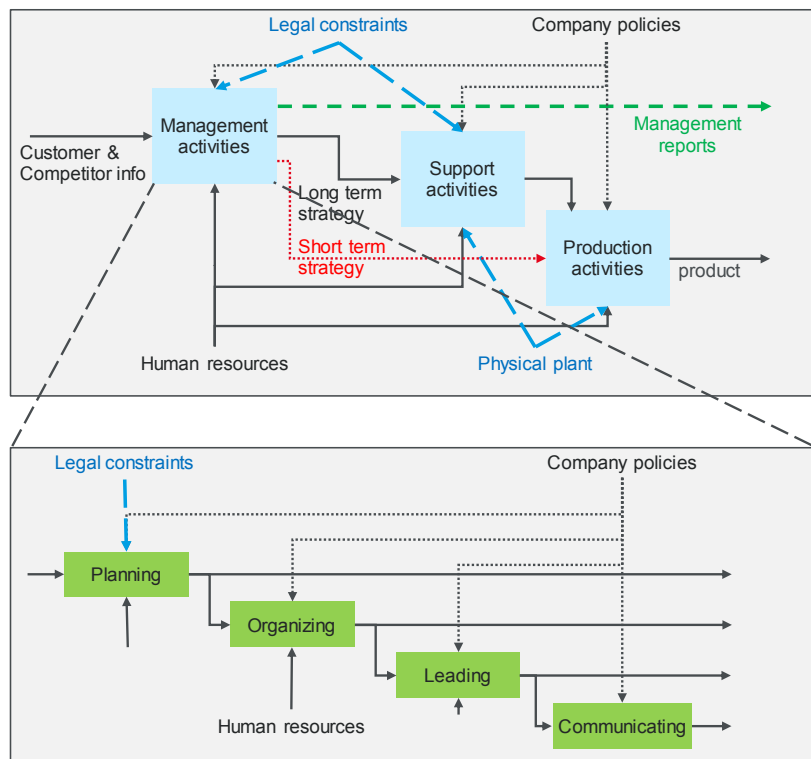 Legal constraints
Company policies
Management
activities
Management
reports
Customer &
Competitor info
Support
activities
Long term
strategy
Short term
strategy
Production
activities
product
Human resources
Physical plant
Legal constraints
Company policies
Planning
Organizing
Leading
Human resources
Communicating